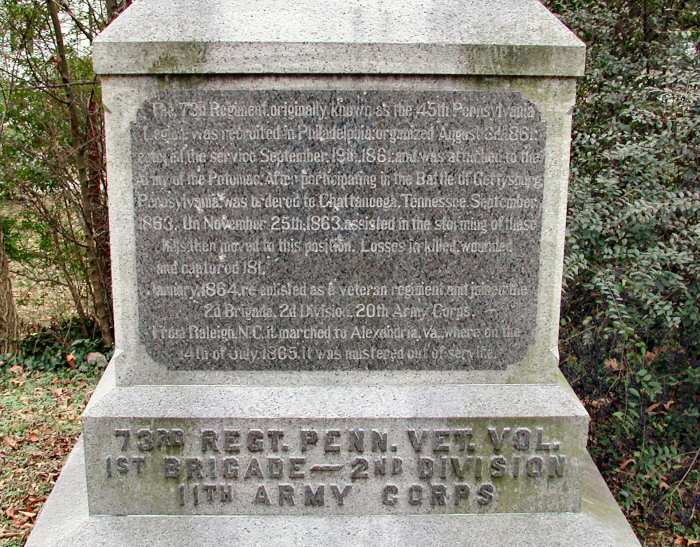 The 73d Regiment, originally known as the 45th Pennsylvania
Legion was recruited in Philadelphia: organized August 3d, 1861:
entered the service September, 19th, 1861: and was attached to the
Army of the Potomac. After participating in the Battle of Gettysburg
Pennsylvania, was ordered to Chattanooga, Tennessee, September
1863. On November 25th, 1863, assisted in the storming of these
hills, then moved to this position. Losses in killed, wounded
and captured 181.
January, 1864, re-enlisted as a veteran regiment and joined the
2d Brigade, 2d Division, 20th Army Corps.
From Raleigh, N.C. it marched to Alexandria, Va., where on the
14th of July, 1865, it was mustered out of service.
73RD REGT. PENN. VET. VOL.
1ST BRIGADE — 2ND DIVISION
11TH ARMY CORPS